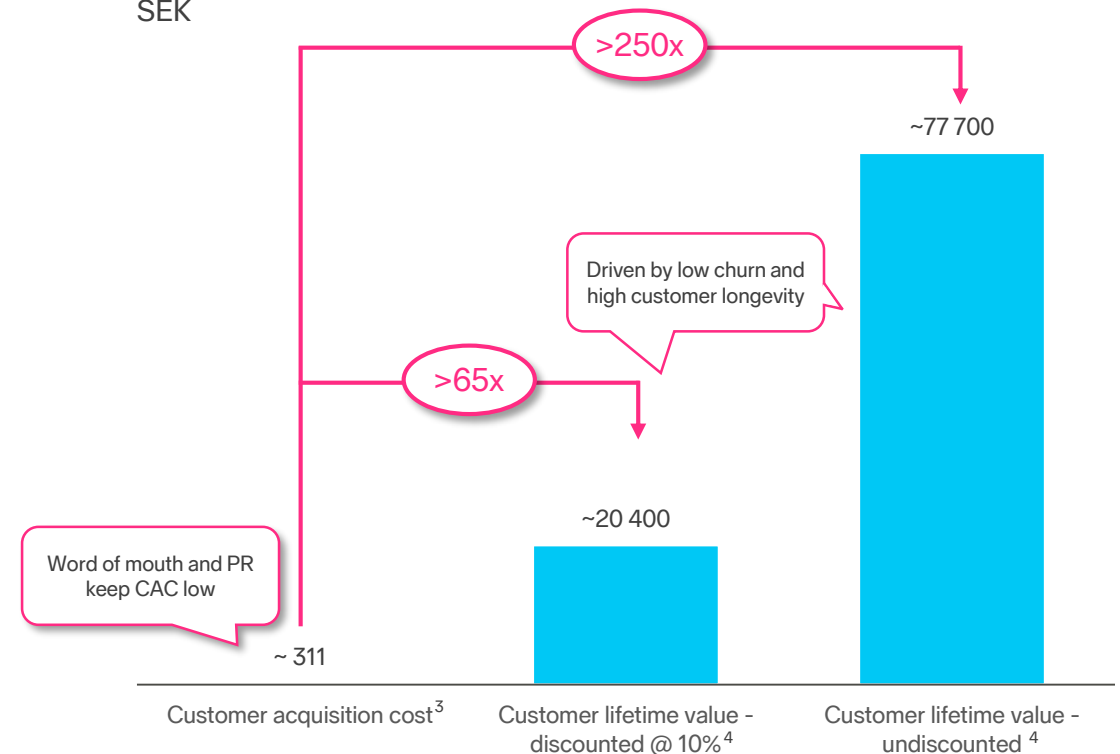 SEK
>250x
~77 700
Driven by low churn and
high customer longevity
>65x
~20 400
Word of mouth and PR
keep CAC low
~ 311
Customer acquisition cost³
Customer lifetime value -
discounted @ 10%⁴
Customer lifetime value -
undiscounted ⁴